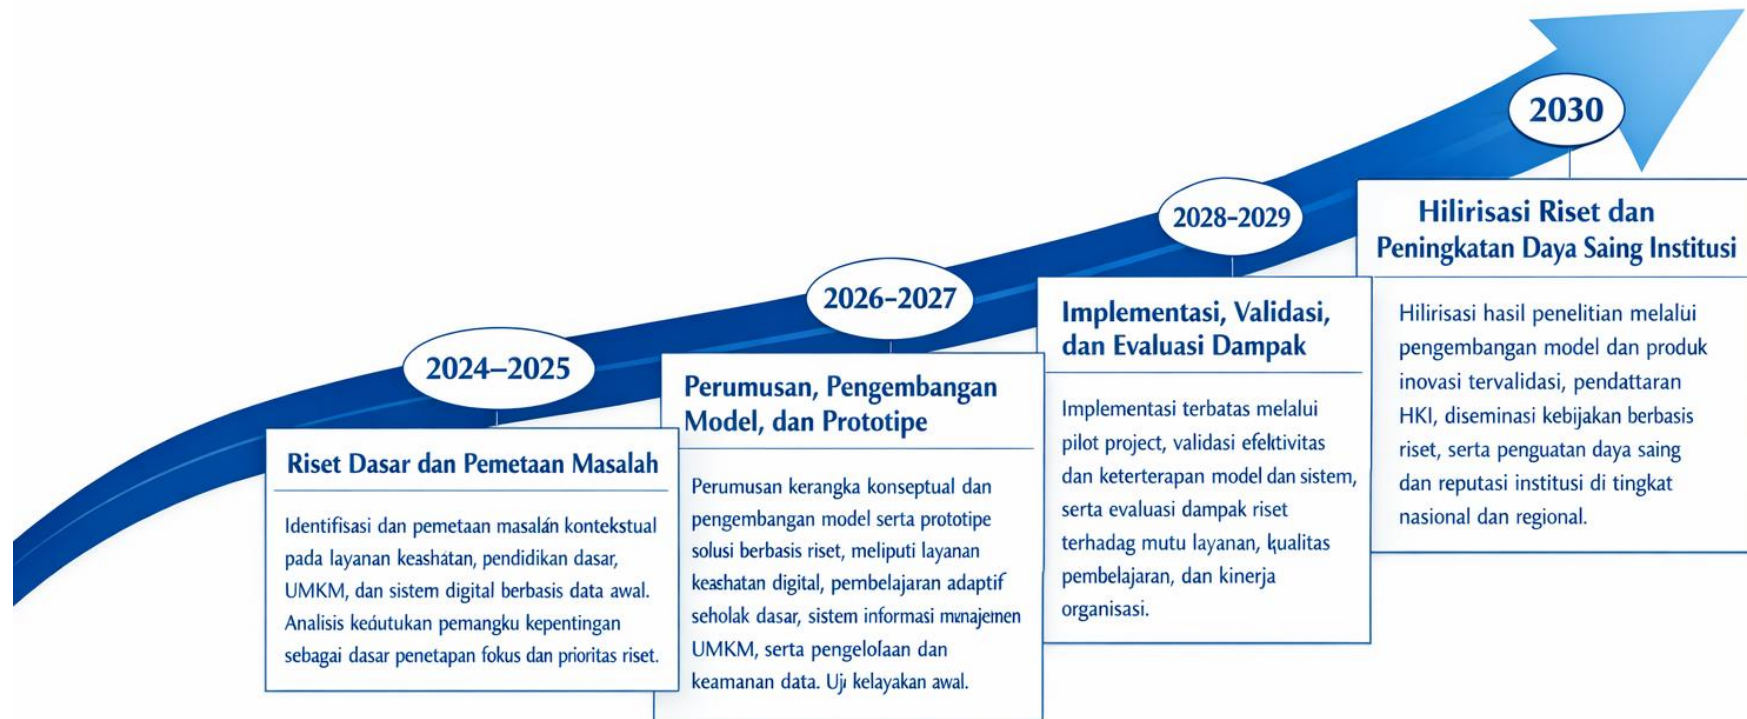 2024–2025
Riset Dasar dan Pemetaan Masalah
Identifisasi dan pemetaan masalán kontekstual
pada layanan keashátan, pendidikan dasar,
UMKM, dan sistem digital berbasis data awal.
Analisis keáutukan pemangku kepentingan
sebagai dasar penetapan fokus dan prioritas riset.
2026–2027
Perumusan, Pengembangan
Model, dan Prototipe
Perumusan kerangka konseptual dan
pengembangan model serta prototipe
solusi berbasis riset, meliputi layanan
keashatan digital, pembelajaran adaptif
seholak dasar, sistem informasi munajemen
UMKM, serta pengelofaan dan
keamanan data. Uji kelayakan awal.
2028–2029
Implementasi, Validasi,
dan Evaluasi Dampak
Implementasi terbatas melalui
pilot project, validasi efektivitas
dan keterterapan model dan sistem,
serta evaluasi dampak riset
terhadag mutu layanan, kualitas
pembelajaran, dan kinerja
organisasi.
2030
Hilirisasi Riset dan
Peningkatan Daya Saing Institusi
Hilirisasi hasil penelitian melalui
pengembangan model dan produk
inovasi tervalidasi, pendattaran
HKI, diseminasi kebijakan berbasis
riset, serta penguatan daya saing
dan reputasi institusi di tingkat
nasional dan regional.